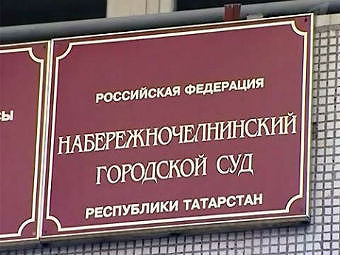 РОССИЙСКАЯ ФЕДЕРАЦИЯ
НАБЕРЕЖНОЧЕЛНИНСКИЙ
ГОРОДСКОЙ СУД
РЕСПУБЛИКИ ТАТАРСТАН